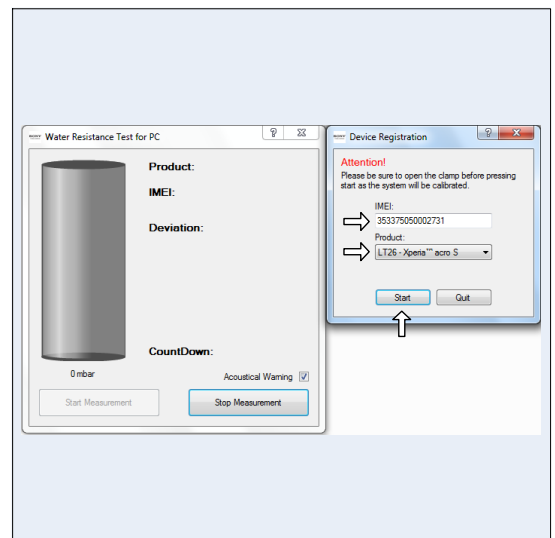 Water Resistance Test for PC
Product:
IMEI:
Deviation:
CountDown:
0 mbar
Acoustical Warning
Start Measurement
Stop Measurement
Device Registration
Attention!
Please be sure to open the clamp before pressing
start as the system will be calibrated.
IMEI:
353375050002731
Product:
LT26 - Xperia™ acro S
Start
Quit